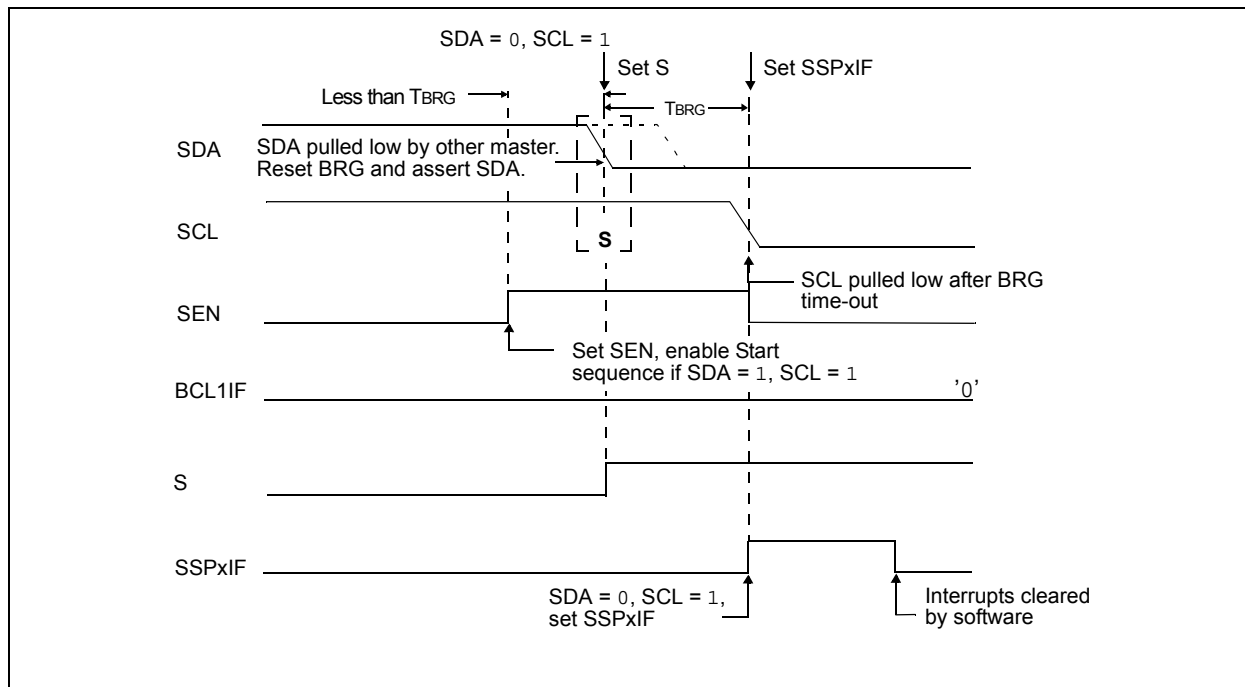 SDA = 0, SCL = 1
Set S
Set SSPxIF
Less than TBRG
TBRG
SDA
SDA pulled low by other master.
Reset BRG and assert SDA.
SCL
S
SCL pulled low after BRG
time-out
SEN
Set SEN, enable Start
sequence if SDA = 1, SCL = 1
BCL1IF
'0'
S
SSPxIF
SDA = 0, SCL = 1,
set SSPxIF
Interrupts cleared
by software